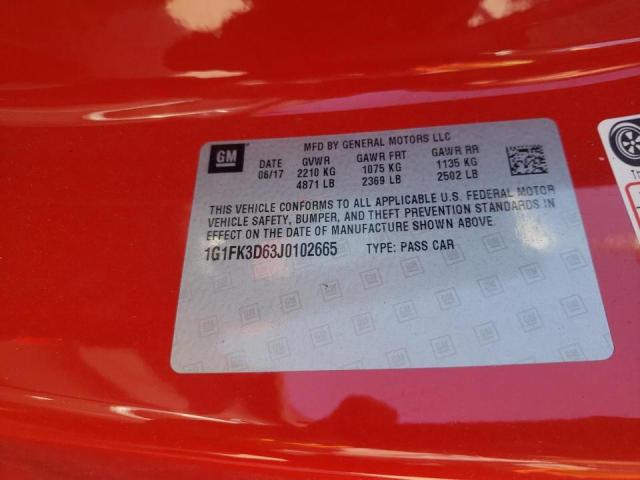 GM
MFD BY GENERAL MOTORS LLC
DATE GVWR GAWR FRT GAWR RR
06/17 2210 KG 1075 KG 1135 KG
4871 LB 2369 LB 2502 LB
THIS VEHICLE CONFORMS TO ALL APPLICABLE U.S. FEDERAL MOTOR
VEHICLE SAFETY, BUMPER, AND THEFT PREVENTION STANDARDS IN
EFFECT ON THE DATE OF MANUFACTURE SHOWN ABOVE.
1G1FK3D63J0102665 TYPE: PASS CAR